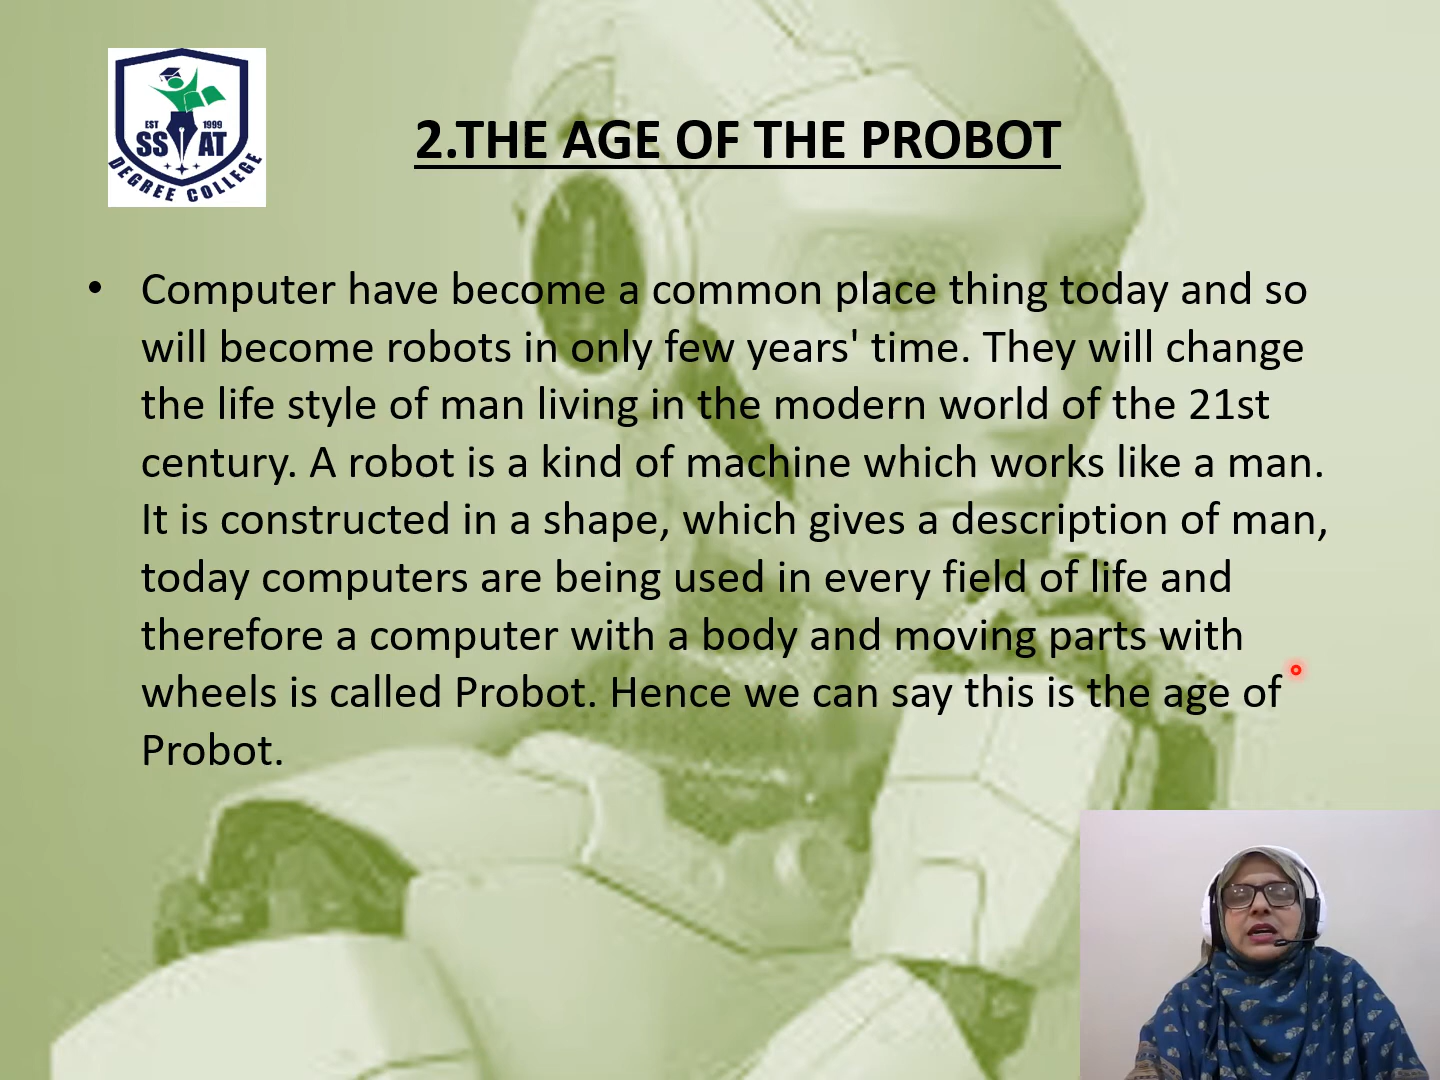 EST 1999
SS AT
DEGREE COLLEGE
2.THE AGE OF THE PROBOT
• Computer have become a common place thing today and so
will become robots in only few years' time. They will change
the life style of man living in the modern world of the 21st
century. A robot is a kind of machine which works like a man.
It is constructed in a shape, which gives a description of man,
today computers are being used in every field of life and
therefore a computer with a body and moving parts with
wheels is called Probot. Hence we can say this is the age of
Probot.